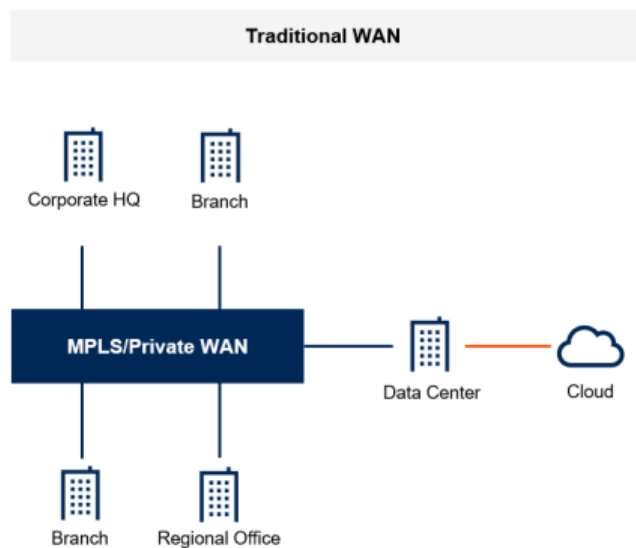 Traditional WAN
Corporate HQ
Branch
MPLS/Private WAN
Data Center
Cloud
Branch
Regional Office